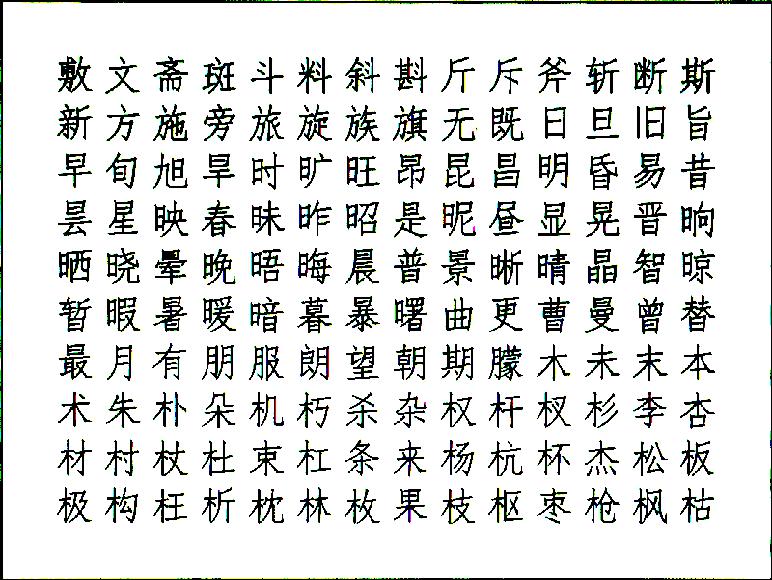 敷文斋斑斗料斜斟斤斥斧斩断斯
新方施旁旅旋族旗无既日旦旧旨
早旬旭旱时旷旺昂昆昌明昏易昔
昙星映春昧昨昭是昵昼显晃晋晌
晒晓晕晚晤晦晨普景晰晴晶智晾
暂暇暑暖暗暮暴曙曲更曹曼曾替
最月有朋服朗望朝期朦木未末本
术朱朴朵机朽杀杂权杆杈杉李杏
材村杖杜束杠条来杨杭杯杰松板
极构枉析枕林枚果枝枢枣枪枫枯